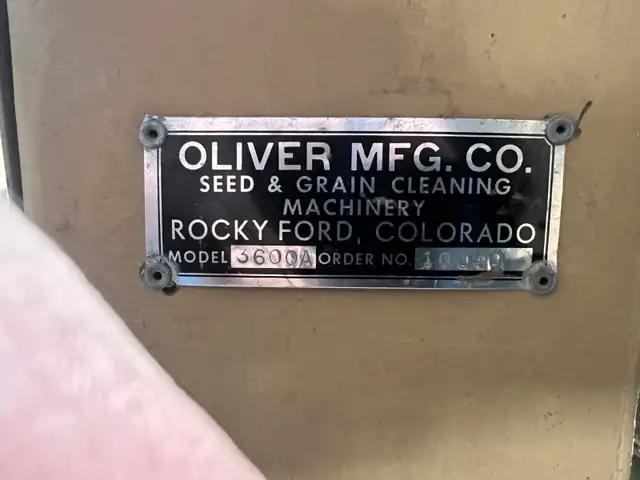 OLIVER MFG. CO.
SEED & GRAIN CLEANING
MACHINERY
ROCKY FORD, COLORADO
MODEL 3600A ORDER NO.